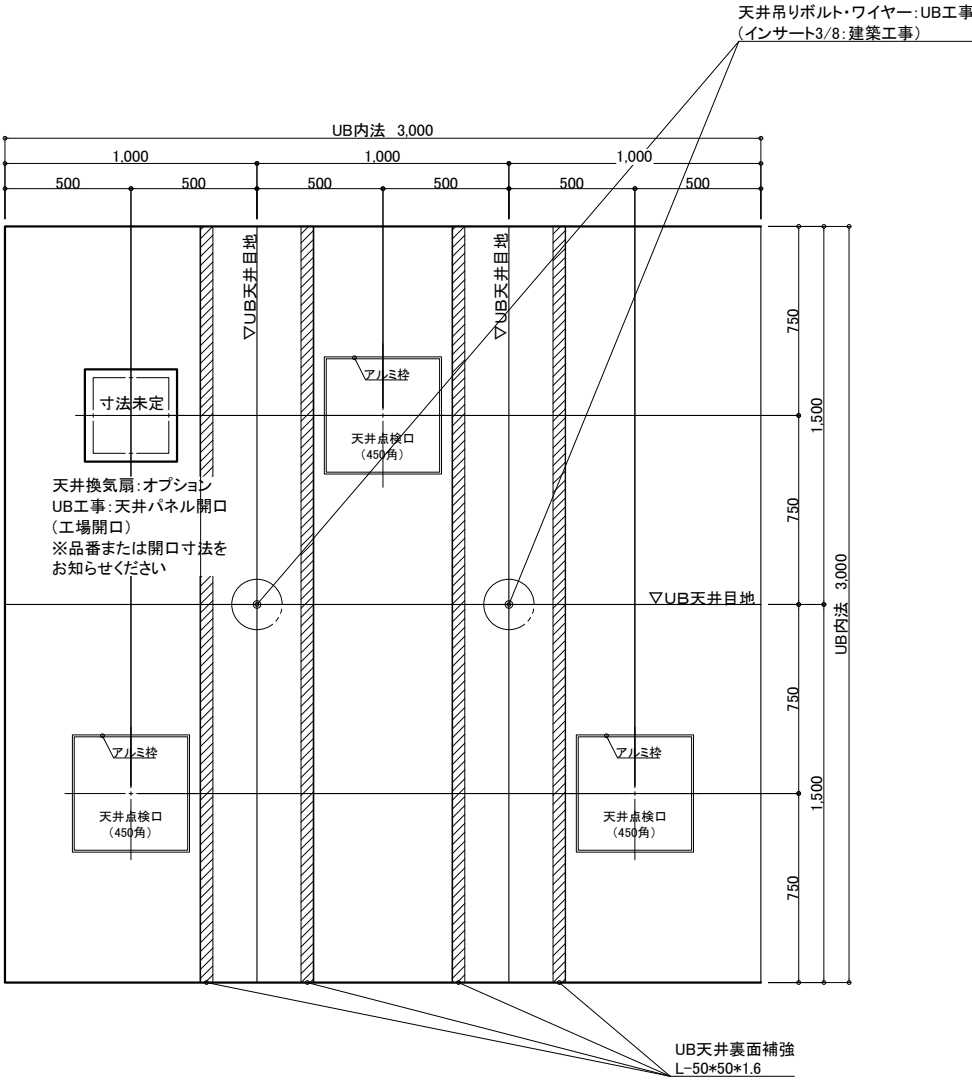 天井吊りボルト・ワイヤー：UB工事
（インサート3/8：建築工事）
UB内法 3,000
1,000
1,000
1,000
500
500
500
500
500
500
▽UB天井目地
▽UB天井目地
アルミ枠
天井点検口
（450角）
寸法未定
天井換気扇：オプション
UB工事：天井パネル開口
（工場開口）
※品番または開口寸法を
お知らせください
▽UB天井目地
750
750
750
750
1,500
1,500
UB内法 3,000
アルミ枠
天井点検口
（450角）
アルミ枠
天井点検口
（450角）
UB天井裏面補強
L-50*50*1.6